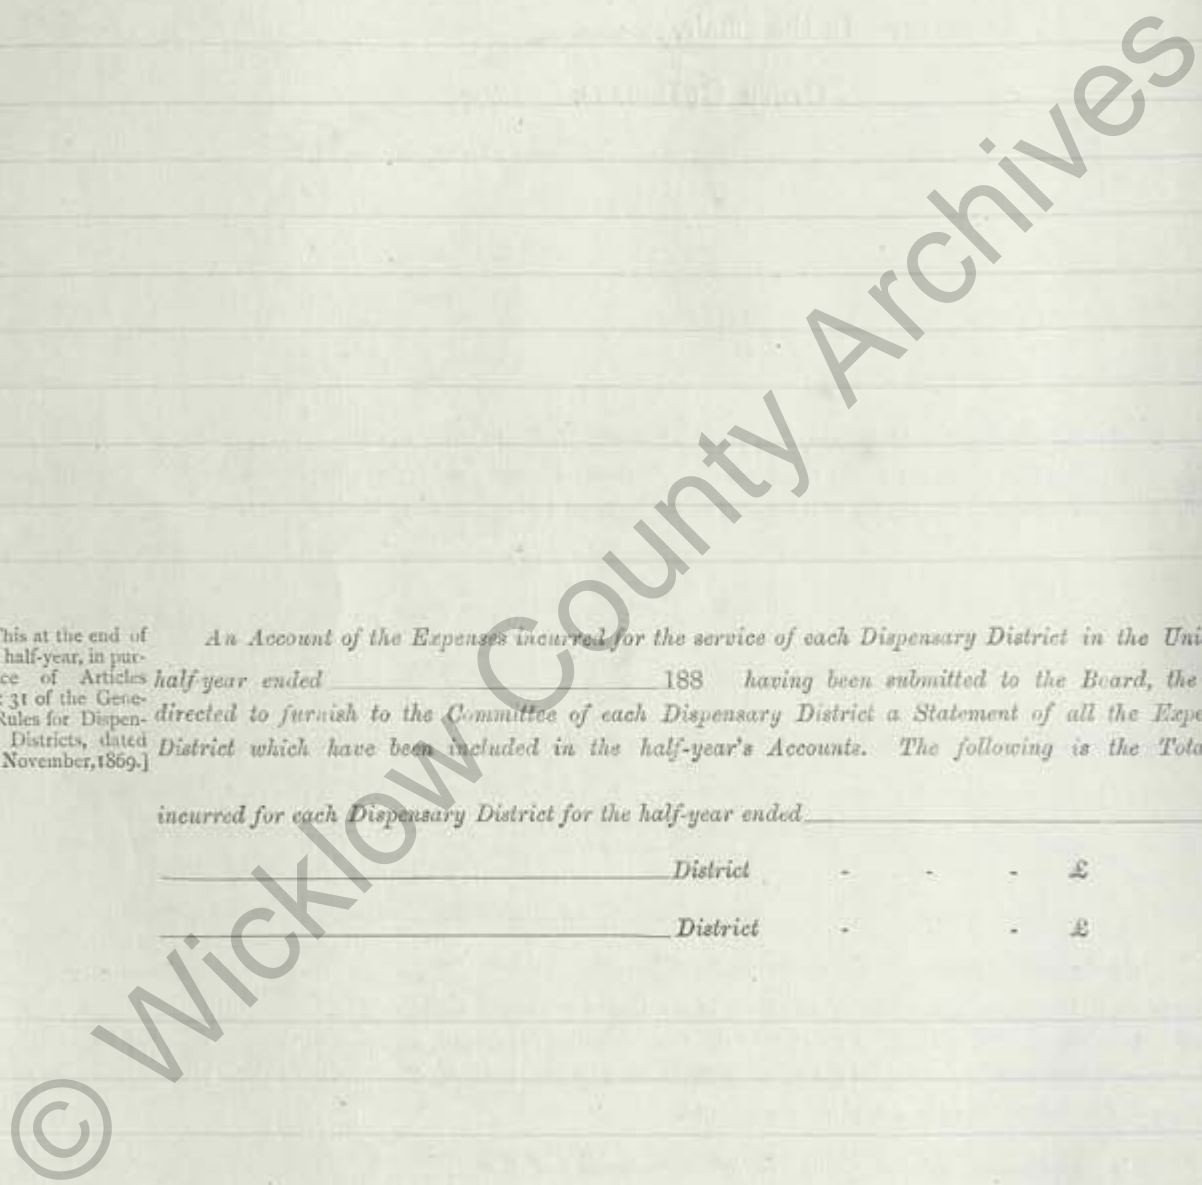 his at the end of
half-year, in pur-
ce of Articles
31 of the Gene-
Rules for Dispen-
Districts, dated
November, 1869.]
An Account of the Expenses incurred for the service of each Dispensary District in the Uni
half-year ended 188 having been submitted to the Board, the
directed to furnish to the Committee of each Dispensary District a Statement of all the Expe
District which have been included in the half-year's Accounts. The following is the Tota
incurred for each Dispensary District for the half-year ended
District - - - £
District - - £
© Wicklow County Archives